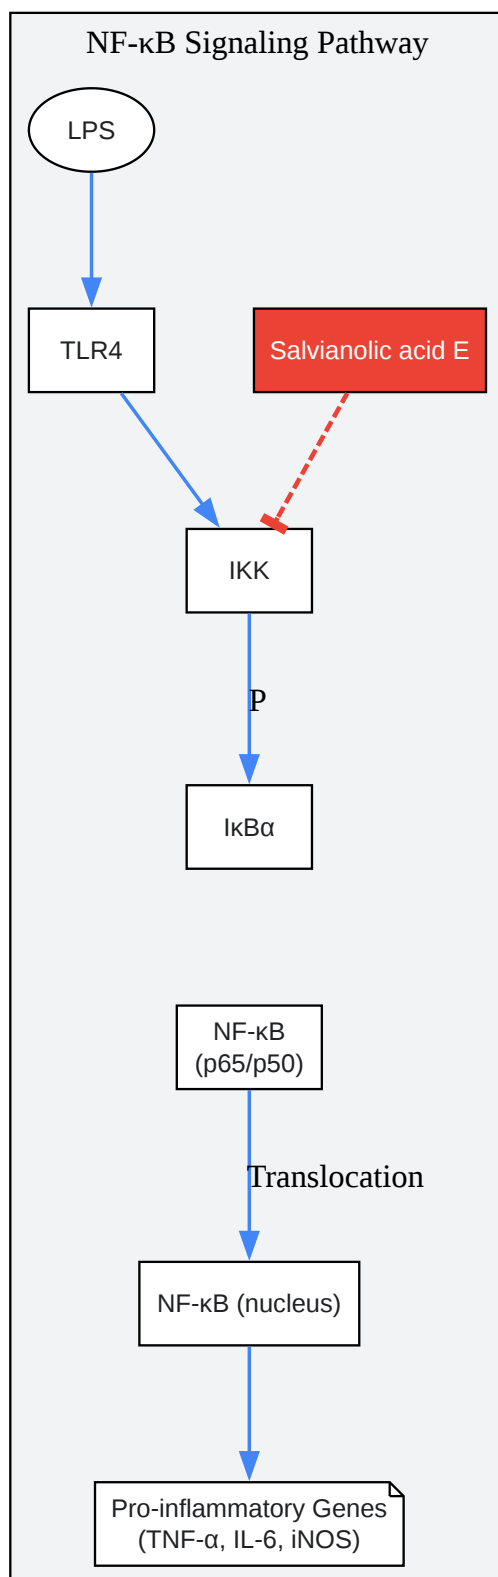 NF-κB Signaling Pathway
LPS
TLR4
Salvianolic acid E
IKK
P
IκBα
NF-κB
(p65/p50)
Translocation
NF-κB (nucleus)
Pro-inflammatory Genes
(TNF-α, IL-6, iNOS)